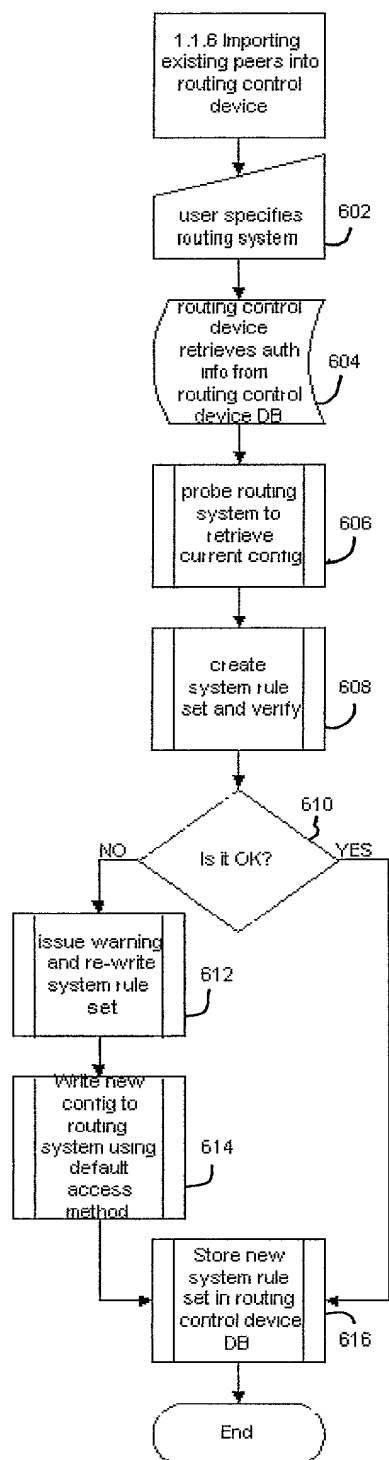 1.1.6 Importing
existing peers into
routing control
device
user specifies
routing system
602
routing control
device
retrieves auth
info from
routing control
device DB
604
probe routing
system to
retrieve
current config
606
create
system rule
set and verify
608
610
Is it OK?
NO
YES
issue warning
and re-write
system rule
set
612
Write new
config to
routing
system using
default
access
method
614
Store new
system rule
set in routing
control device
DB
616
End